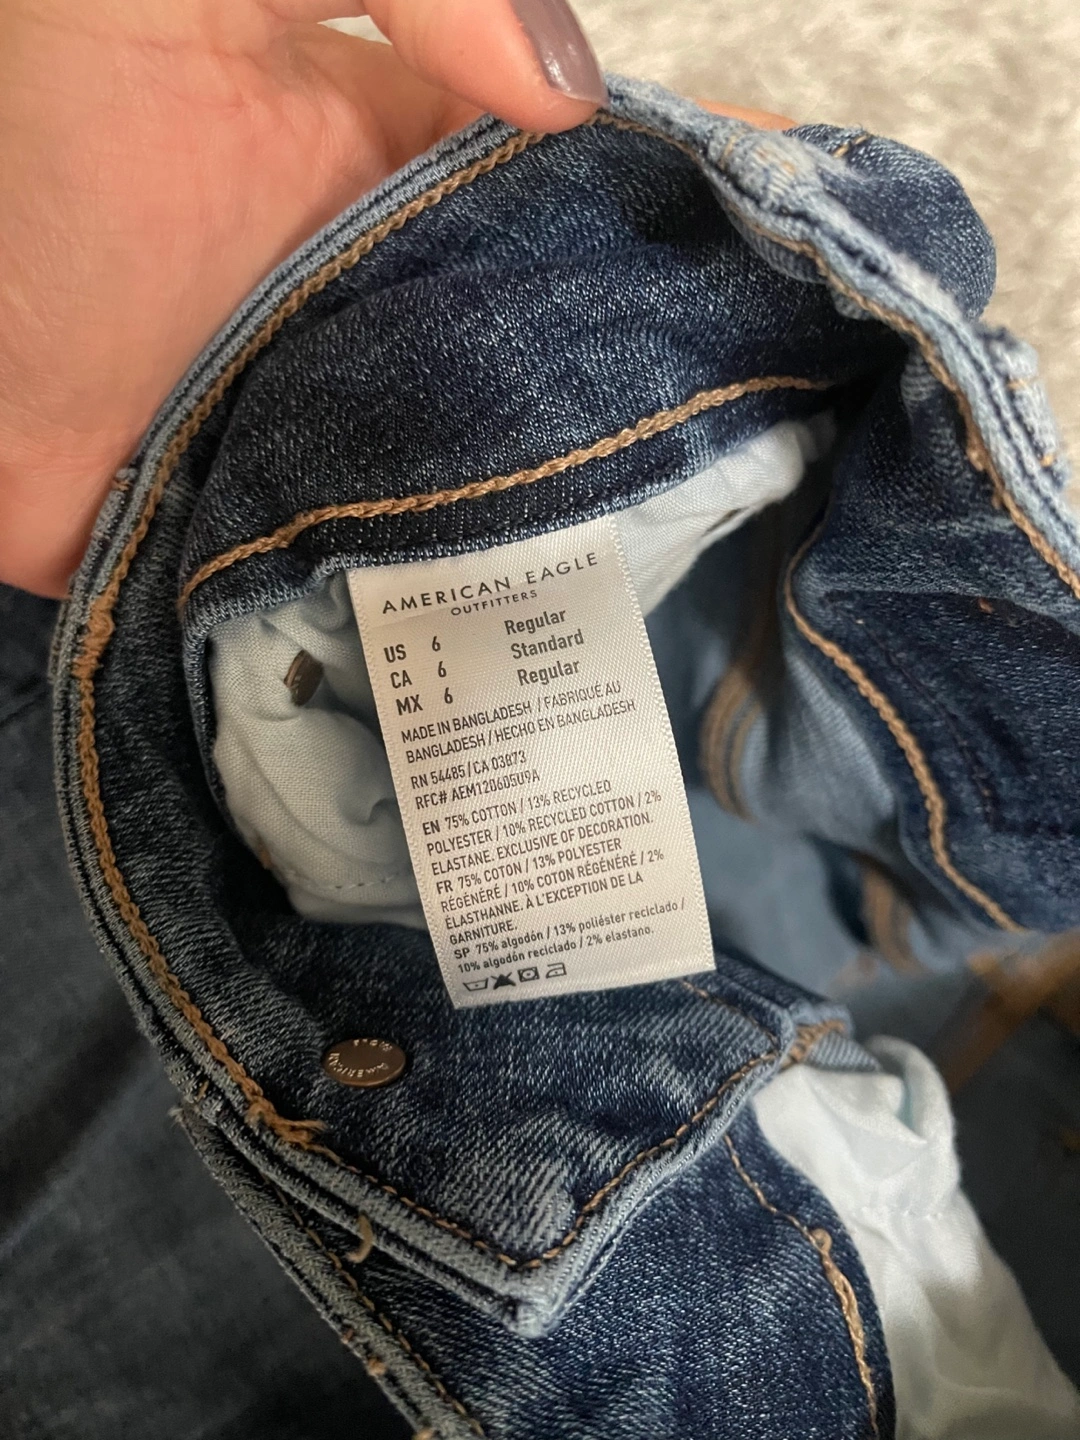 AMERICAN EAGLE
OUTFITTERS
US 6 Regular
CA 6 Standard
MX 6 Regular
MADE IN BANGLADESH / FABRIQUÉ AU
BANGLADESH / HECHO EN BANGLADESH
RN 54485 / CA 03873
RFC# AEM120605U9A
EN 75% COTTON / 13% RECYCLED
POLYESTER / 10% RECYCLED COTTON / 2%
ELASTANE. EXCLUSIVE OF DECORATION.
FR 75% COTON / 13% POLYESTER
RÉGÉNÉRÉ / 10% COTON RÉGÉNÉRÉ / 2%
ÉLASTHANNE. À L'EXCEPTION DE LA
GARNITURE.
SP 75% algodón / 13% poliéster reciclado /
10% algodón reciclado / 2% elastano.